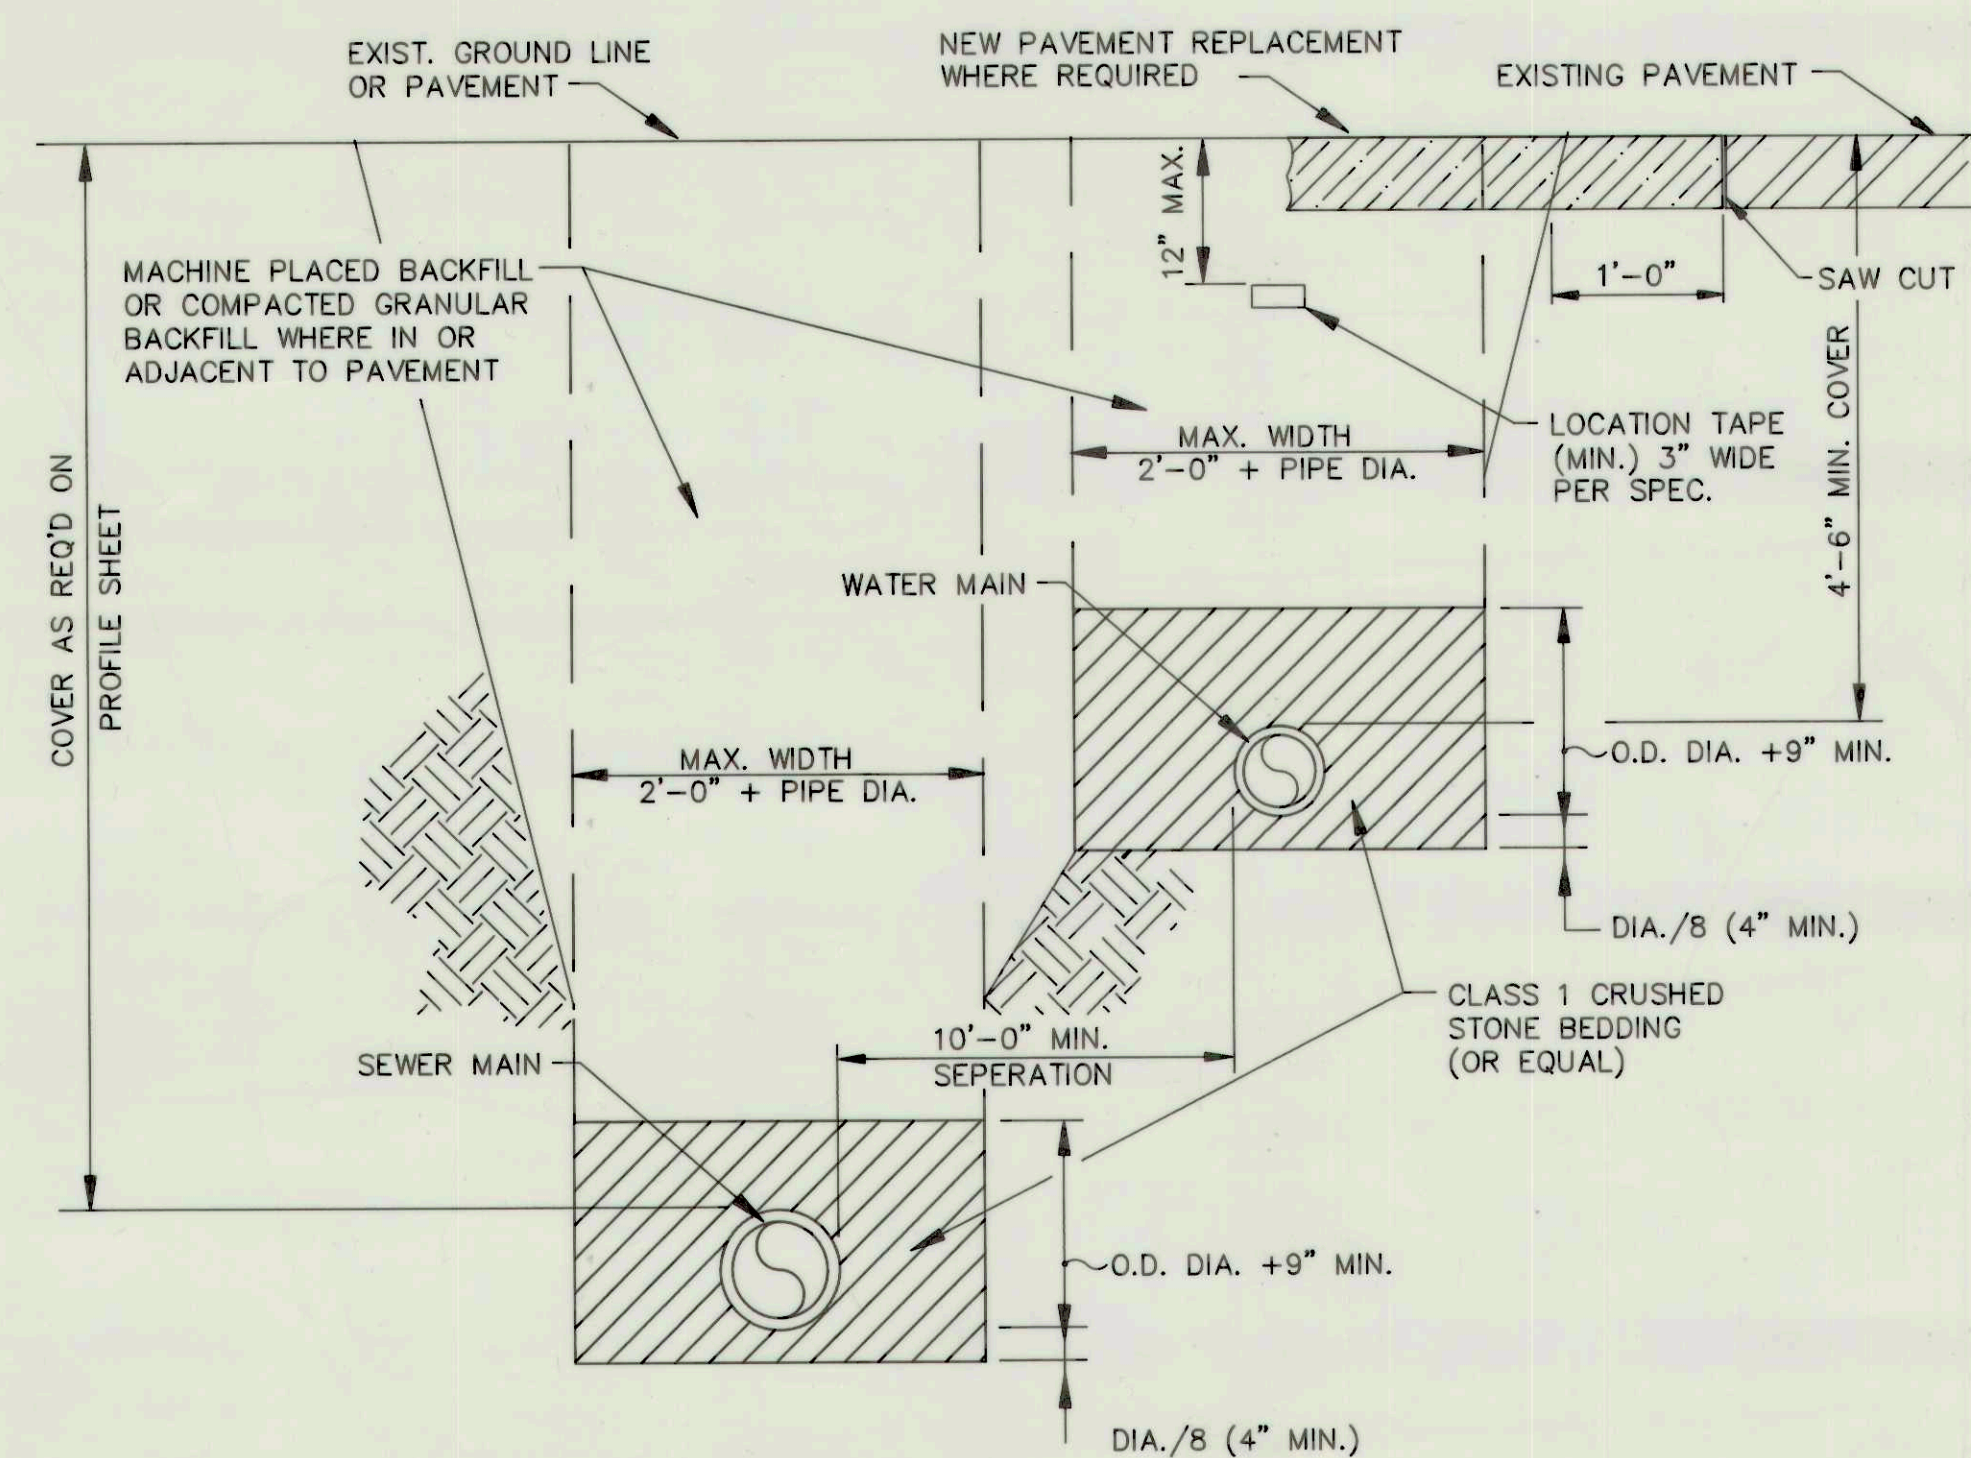 EXIST. GROUND LINE
OR PAVEMENT
NEW PAVEMENT REPLACEMENT
WHERE REQUIRED
EXISTING PAVEMENT
12" MAX.
1'-0"
SAW CUT
MACHINE PLACED BACKFILL
OR COMPACTED GRANULAR
BACKFILL WHERE IN OR
ADJACENT TO PAVEMENT
4'-6" MIN. COVER
MAX. WIDTH
2'-0" + PIPE DIA.
LOCATION TAPE
(MIN.) 3" WIDE
PER SPEC.
COVER AS REQ'D ON
PROFILE SHEET
WATER MAIN
MAX. WIDTH
2'-0" + PIPE DIA.
O.D. DIA. +9" MIN.
DIA./8 (4" MIN.)
CLASS 1 CRUSHED
STONE BEDDING
(OR EQUAL)
10'-0" MIN.
SEPERATION
SEWER MAIN
O.D. DIA. +9" MIN.
DIA./8 (4" MIN.)